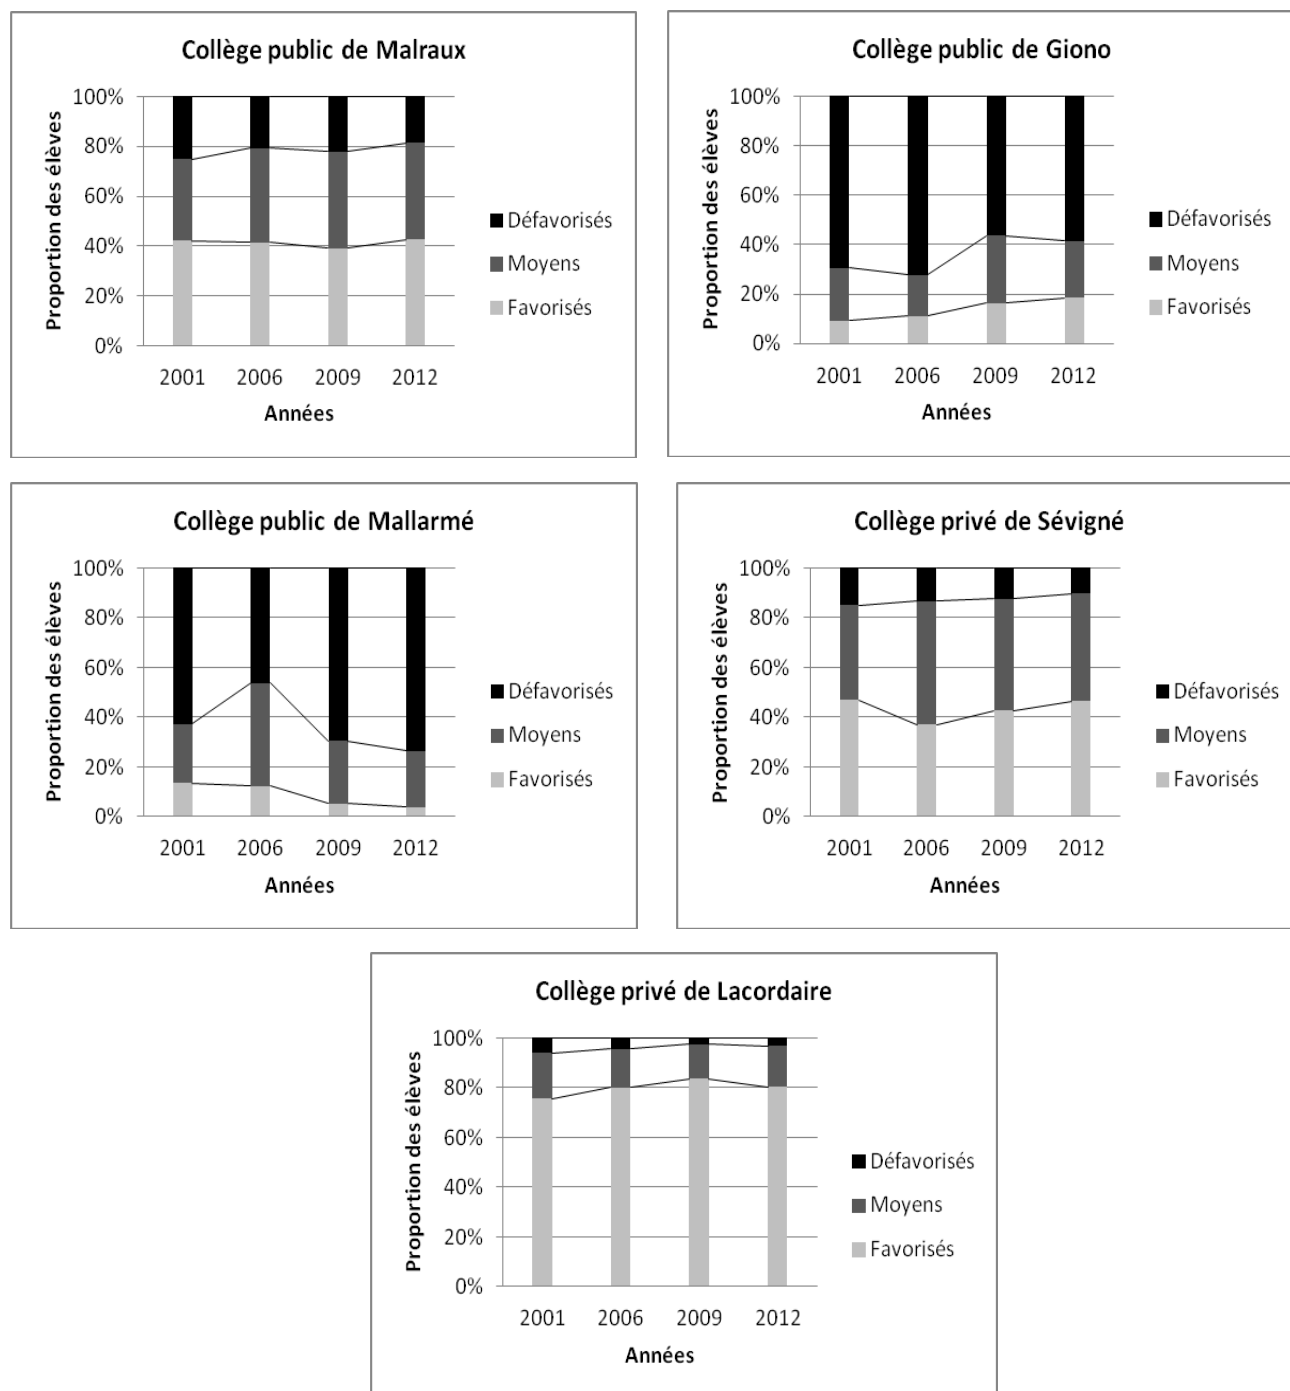 Collège public de Malraux
Proportion des élèves
100%
80%
60%
40%
20%
0%
2001 2006 2009 2012
Années
Défavorisés
Moyens
Favorisés
Collège public de Giono
Proportion des élèves
100%
80%
60%
40%
20%
0%
2001 2006 2009 2012
Années
Défavorisés
Moyens
Favorisés
Collège public de Mallarmé
Proportion des élèves
100%
80%
60%
40%
20%
0%
2001 2006 2009 2012
Années
Défavorisés
Moyens
Favorisés
Collège privé de Sévigné
Proportion des élèves
100%
80%
60%
40%
20%
0%
2001 2006 2009 2012
Années
Défavorisés
Moyens
Favorisés
Collège privé de Lacordaire
Proportion des élèves
100%
80%
60%
40%
20%
0%
2001 2006 2009 2012
Années
Défavorisés
Moyens
Favorisés